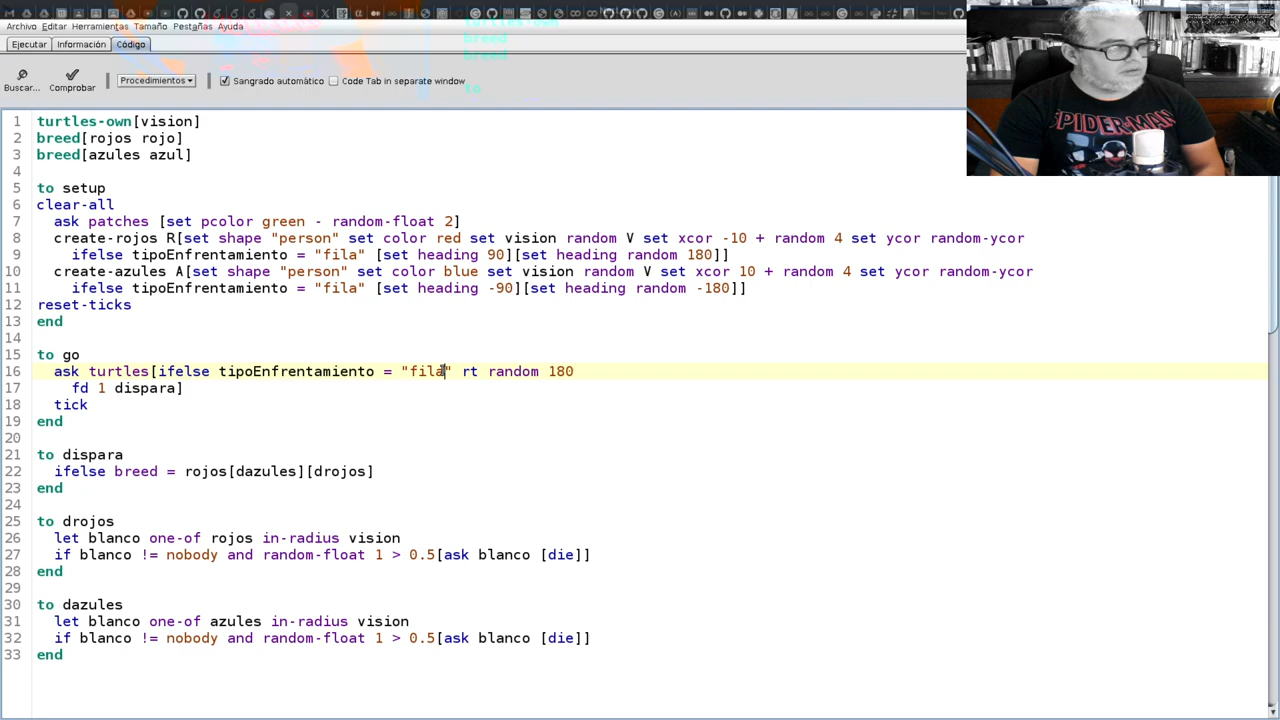 turtles-own
breed
breed
to
Archivo Editar Herramientas Tamaño Pestañas Ayuda
Ejecutar Información Código
Buscar... Comprobar Procedimientos Sangrado automático Code Tab in separate window
SPIDER-MAN
1 turtles-own[vision]
2 breed[rojos rojo]
3 breed[azules azul]
4
5 to setup
6 clear-all
7 ask patches [set pcolor green - random-float 2]
8 create-rojos R[set shape "person" set color red set vision random V set xcor -10 + random 4 set ycor random-ycor
9 ifelse tipoEnfrentamiento = "fila" [set heading 90][set heading random 180]]
10 create-azules A[set shape "person" set color blue set vision random V set xcor 10 + random 4 set ycor random-ycor
11 ifelse tipoEnfrentamiento = "fila" [set heading -90][set heading random -180]]
12 reset-ticks
13 end
14
15 to go
16 ask turtles[ifelse tipoEnfrentamiento = "fila" rt random 180
17 fd 1 dispara]
18 tick
19 end
20
21 to dispara
22 ifelse breed = rojos[dazules][drojos]
23 end
24
25 to drojos
26 let blanco one-of rojos in-radius vision
27 if blanco != nobody and random-float 1 > 0.5[ask blanco [die]]
28 end
29
30 to dazules
31 let blanco one-of azules in-radius vision
32 if blanco != nobody and random-float 1 > 0.5[ask blanco [die]]
33 end